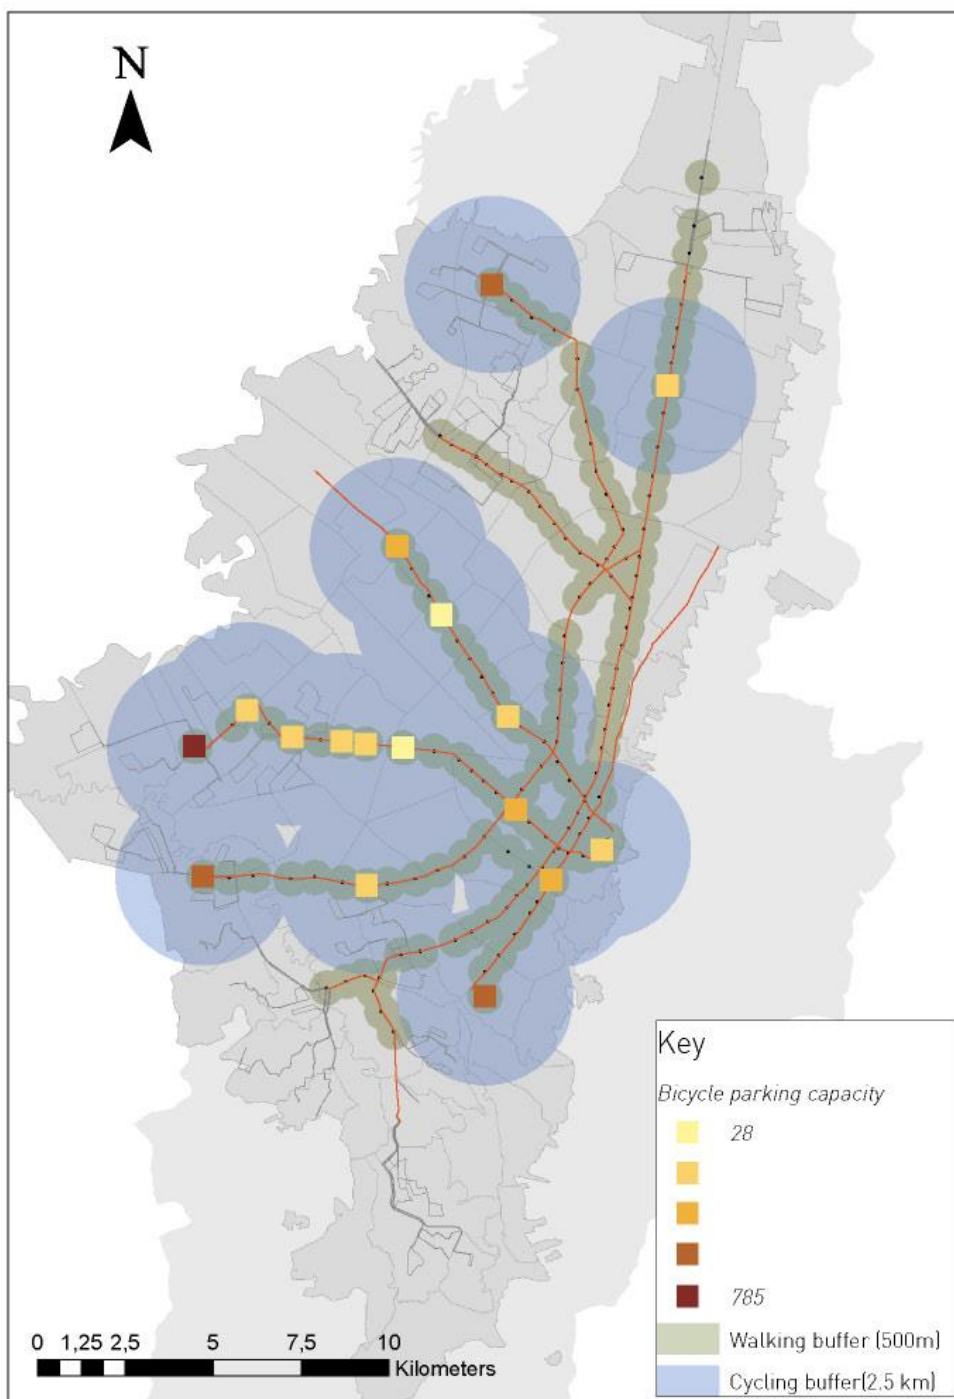 N
Key
Bicycle parking capacity
28
785
Walking buffer (500m)
Cycling buffer(2.5 km)
0 1,25 2,5 5 7,5 10
Kilometers